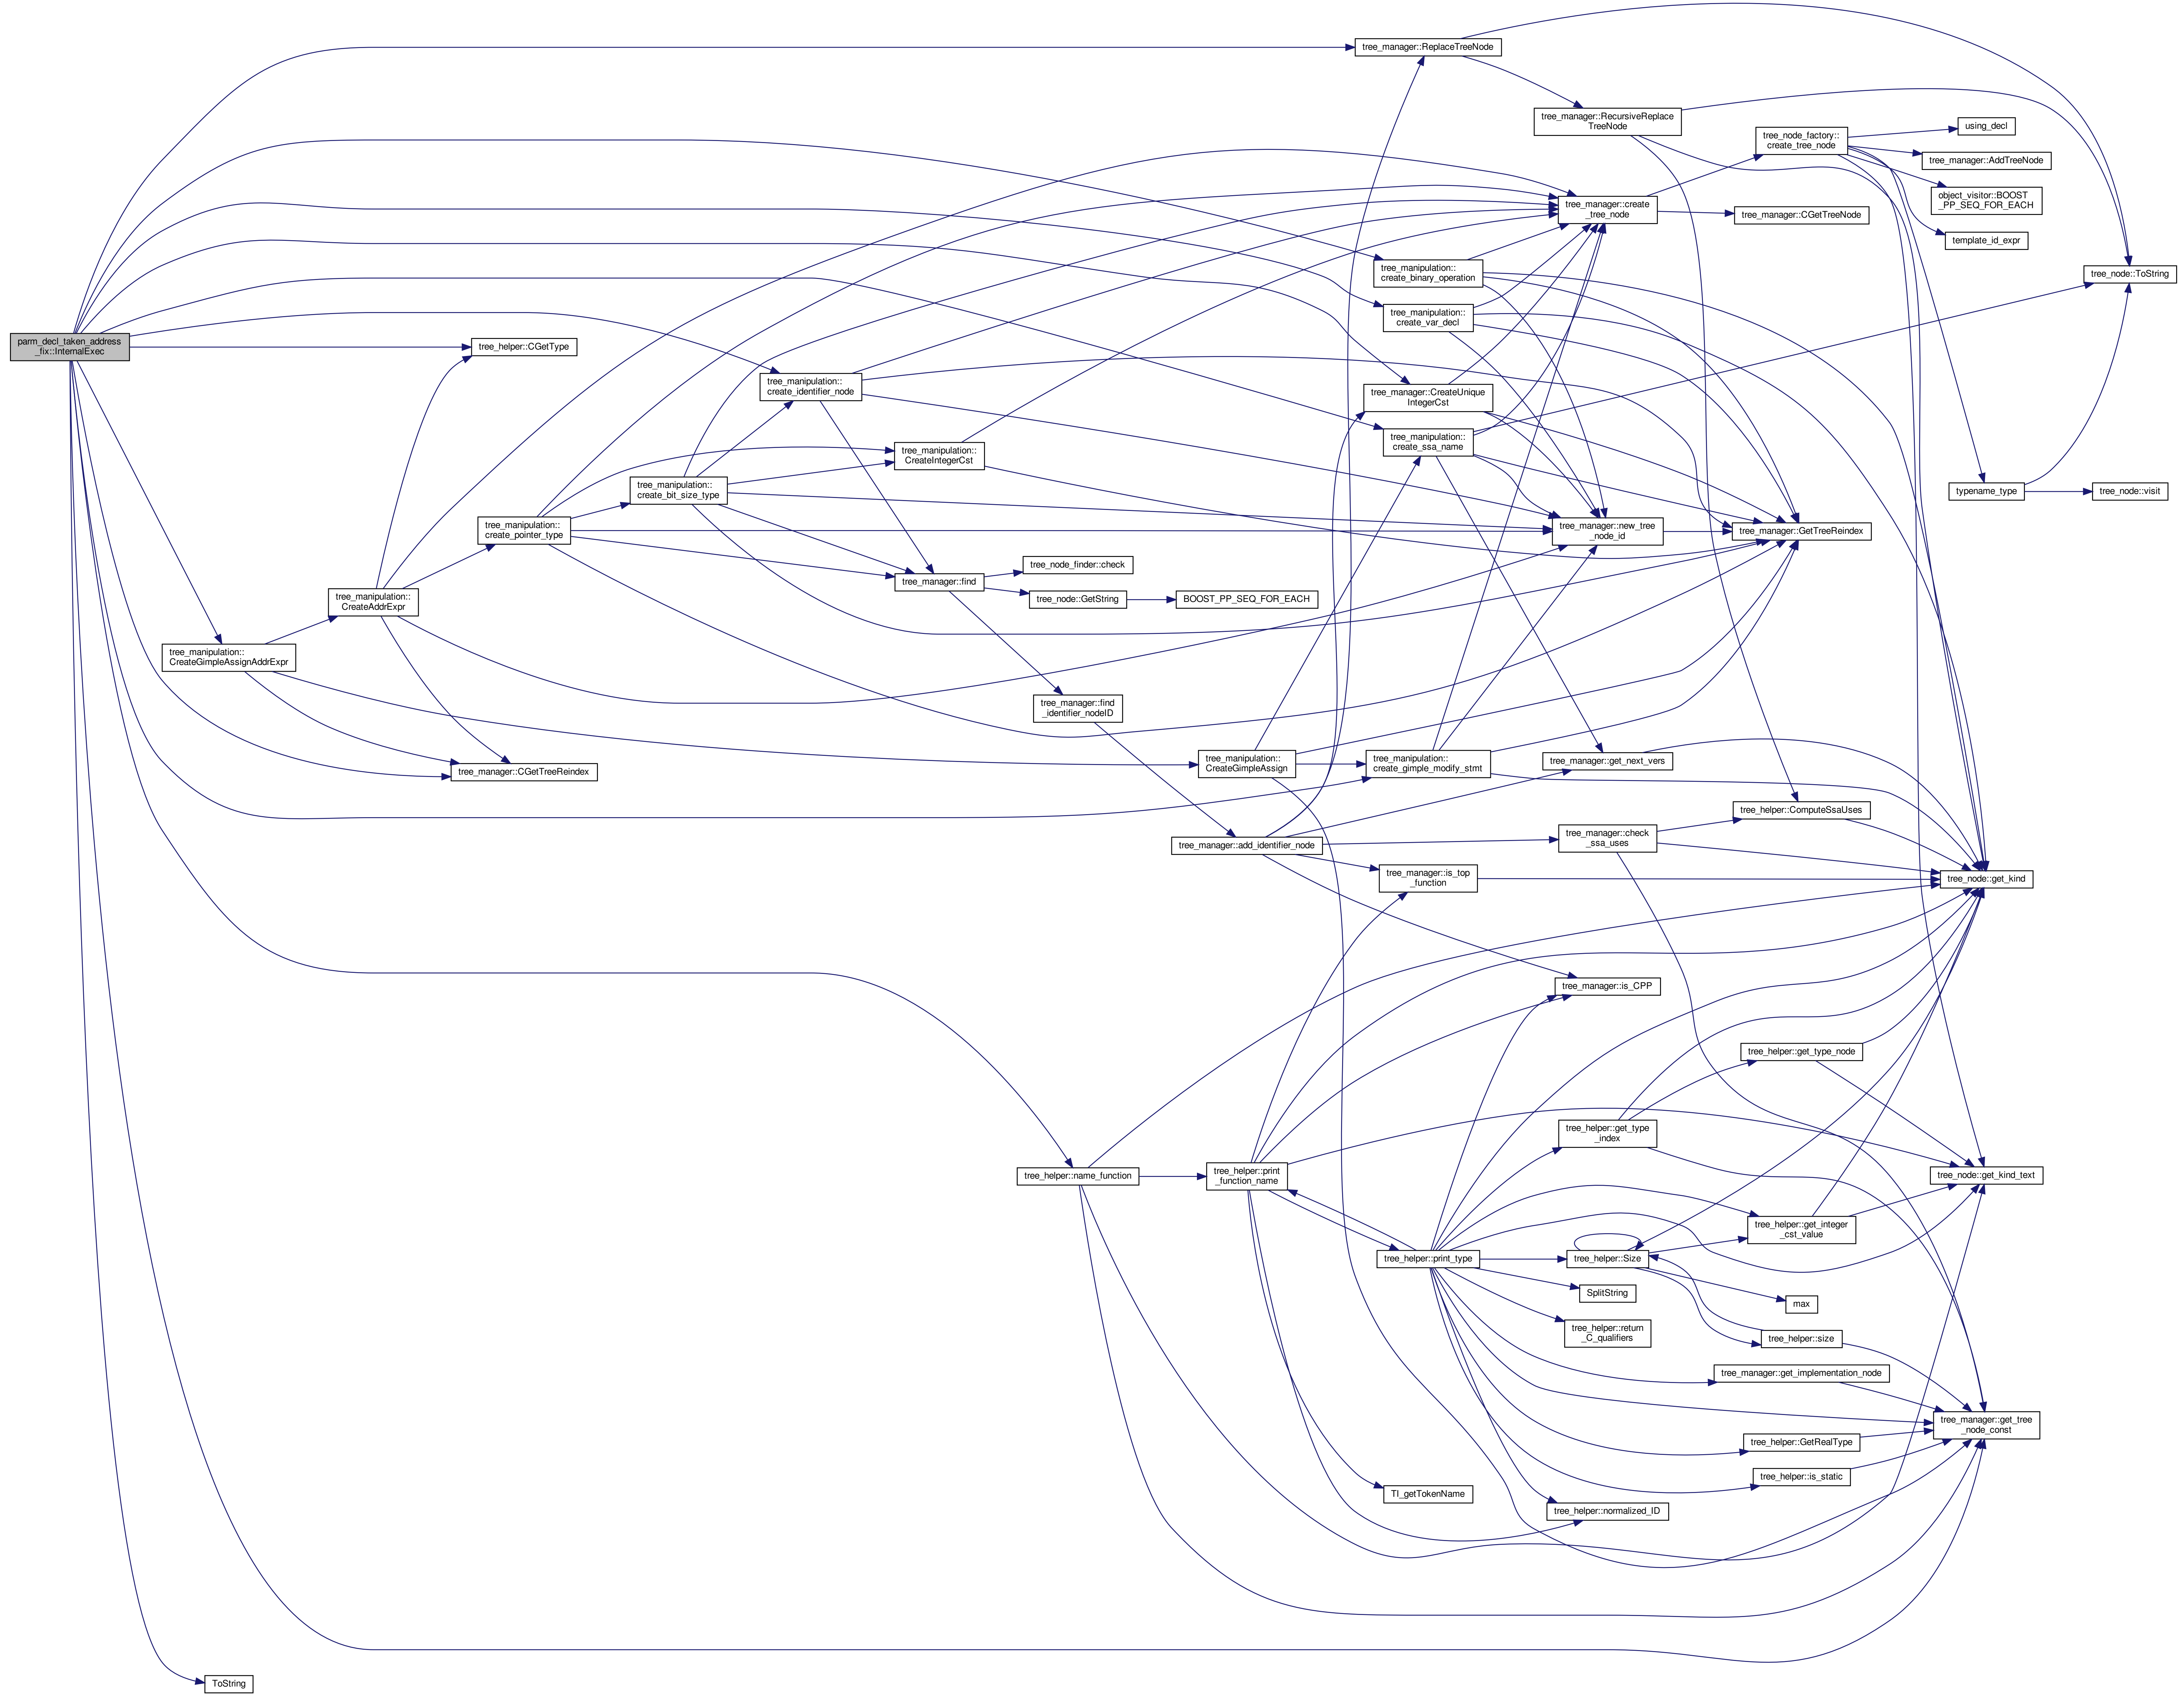 parm_decl_taken_address
_fix::InternalExec
tree_manager::ReplaceTreeNode
tree_manager::RecursiveReplace
TreeNode
tree_node_factory::
create_tree_node
using_decl
tree_manager::AddTreeNode
object_visitor::BOOST
_PP_SEQ_FOR_EACH
template_id_expr
tree_manager::create
_tree_node
tree_manager::CGetTreeNode
tree_manipulation::
create_binary_operation
tree_node::ToString
tree_manipulation::
create_var_decl
tree_helper::CGetType
tree_manipulation::
create_identifier_node
tree_manager::CreateUnique
IntegerCst
tree_manipulation::
create_ssa_name
tree_manipulation::
CreateIntegerCst
tree_manipulation::
create_bit_size_type
typename_type
tree_node::visit
tree_manipulation::
create_pointer_type
tree_manager::new_tree
_node_id
tree_manager::GetTreeReindex
tree_node_finder::check
tree_manager::find
tree_node::GetString
BOOST_PP_SEQ_FOR_EACH
tree_manipulation::
CreateAddrExpr
tree_manipulation::
CreateGimpleAssignAddrExpr
tree_manager::find
_identifier_nodeID
tree_manager::CGetTreeReindex
tree_manipulation::
CreateGimpleAssign
tree_manipulation::
create_gimple_modify_stmt
tree_manager::get_next_vers
tree_helper::ComputeSsaUses
tree_manager::add_identifier_node
tree_manager::check
_ssa_uses
tree_manager::is_top
_function
tree_node::get_kind
tree_manager::is_CPP
tree_helper::get_type_node
tree_helper::get_type
_index
tree_helper::name_function
tree_helper::print
_function_name
tree_node::get_kind_text
tree_helper::get_integer
_cst_value
tree_helper::print_type
tree_helper::Size
SplitString
max
tree_helper::return
_C_qualifiers
tree_helper::size
tree_manager::get_implementation_node
tree_manager::get_tree
_node_const
tree_helper::GetRealType
tree_helper::is_static
TI_getTokenName
tree_helper::normalized_ID
ToString